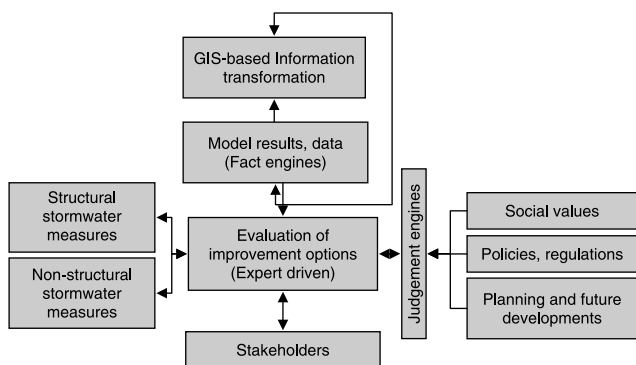 GIS-based Information
transformation
Model results, data
(Fact engines)
Structural
stormwater
measures
Non-structural
stormwater
measures
Evaluation of
improvement options
(Expert driven)
Judgement engines
Social values
Policies, regulations
Planning and future
developments
Stakeholders